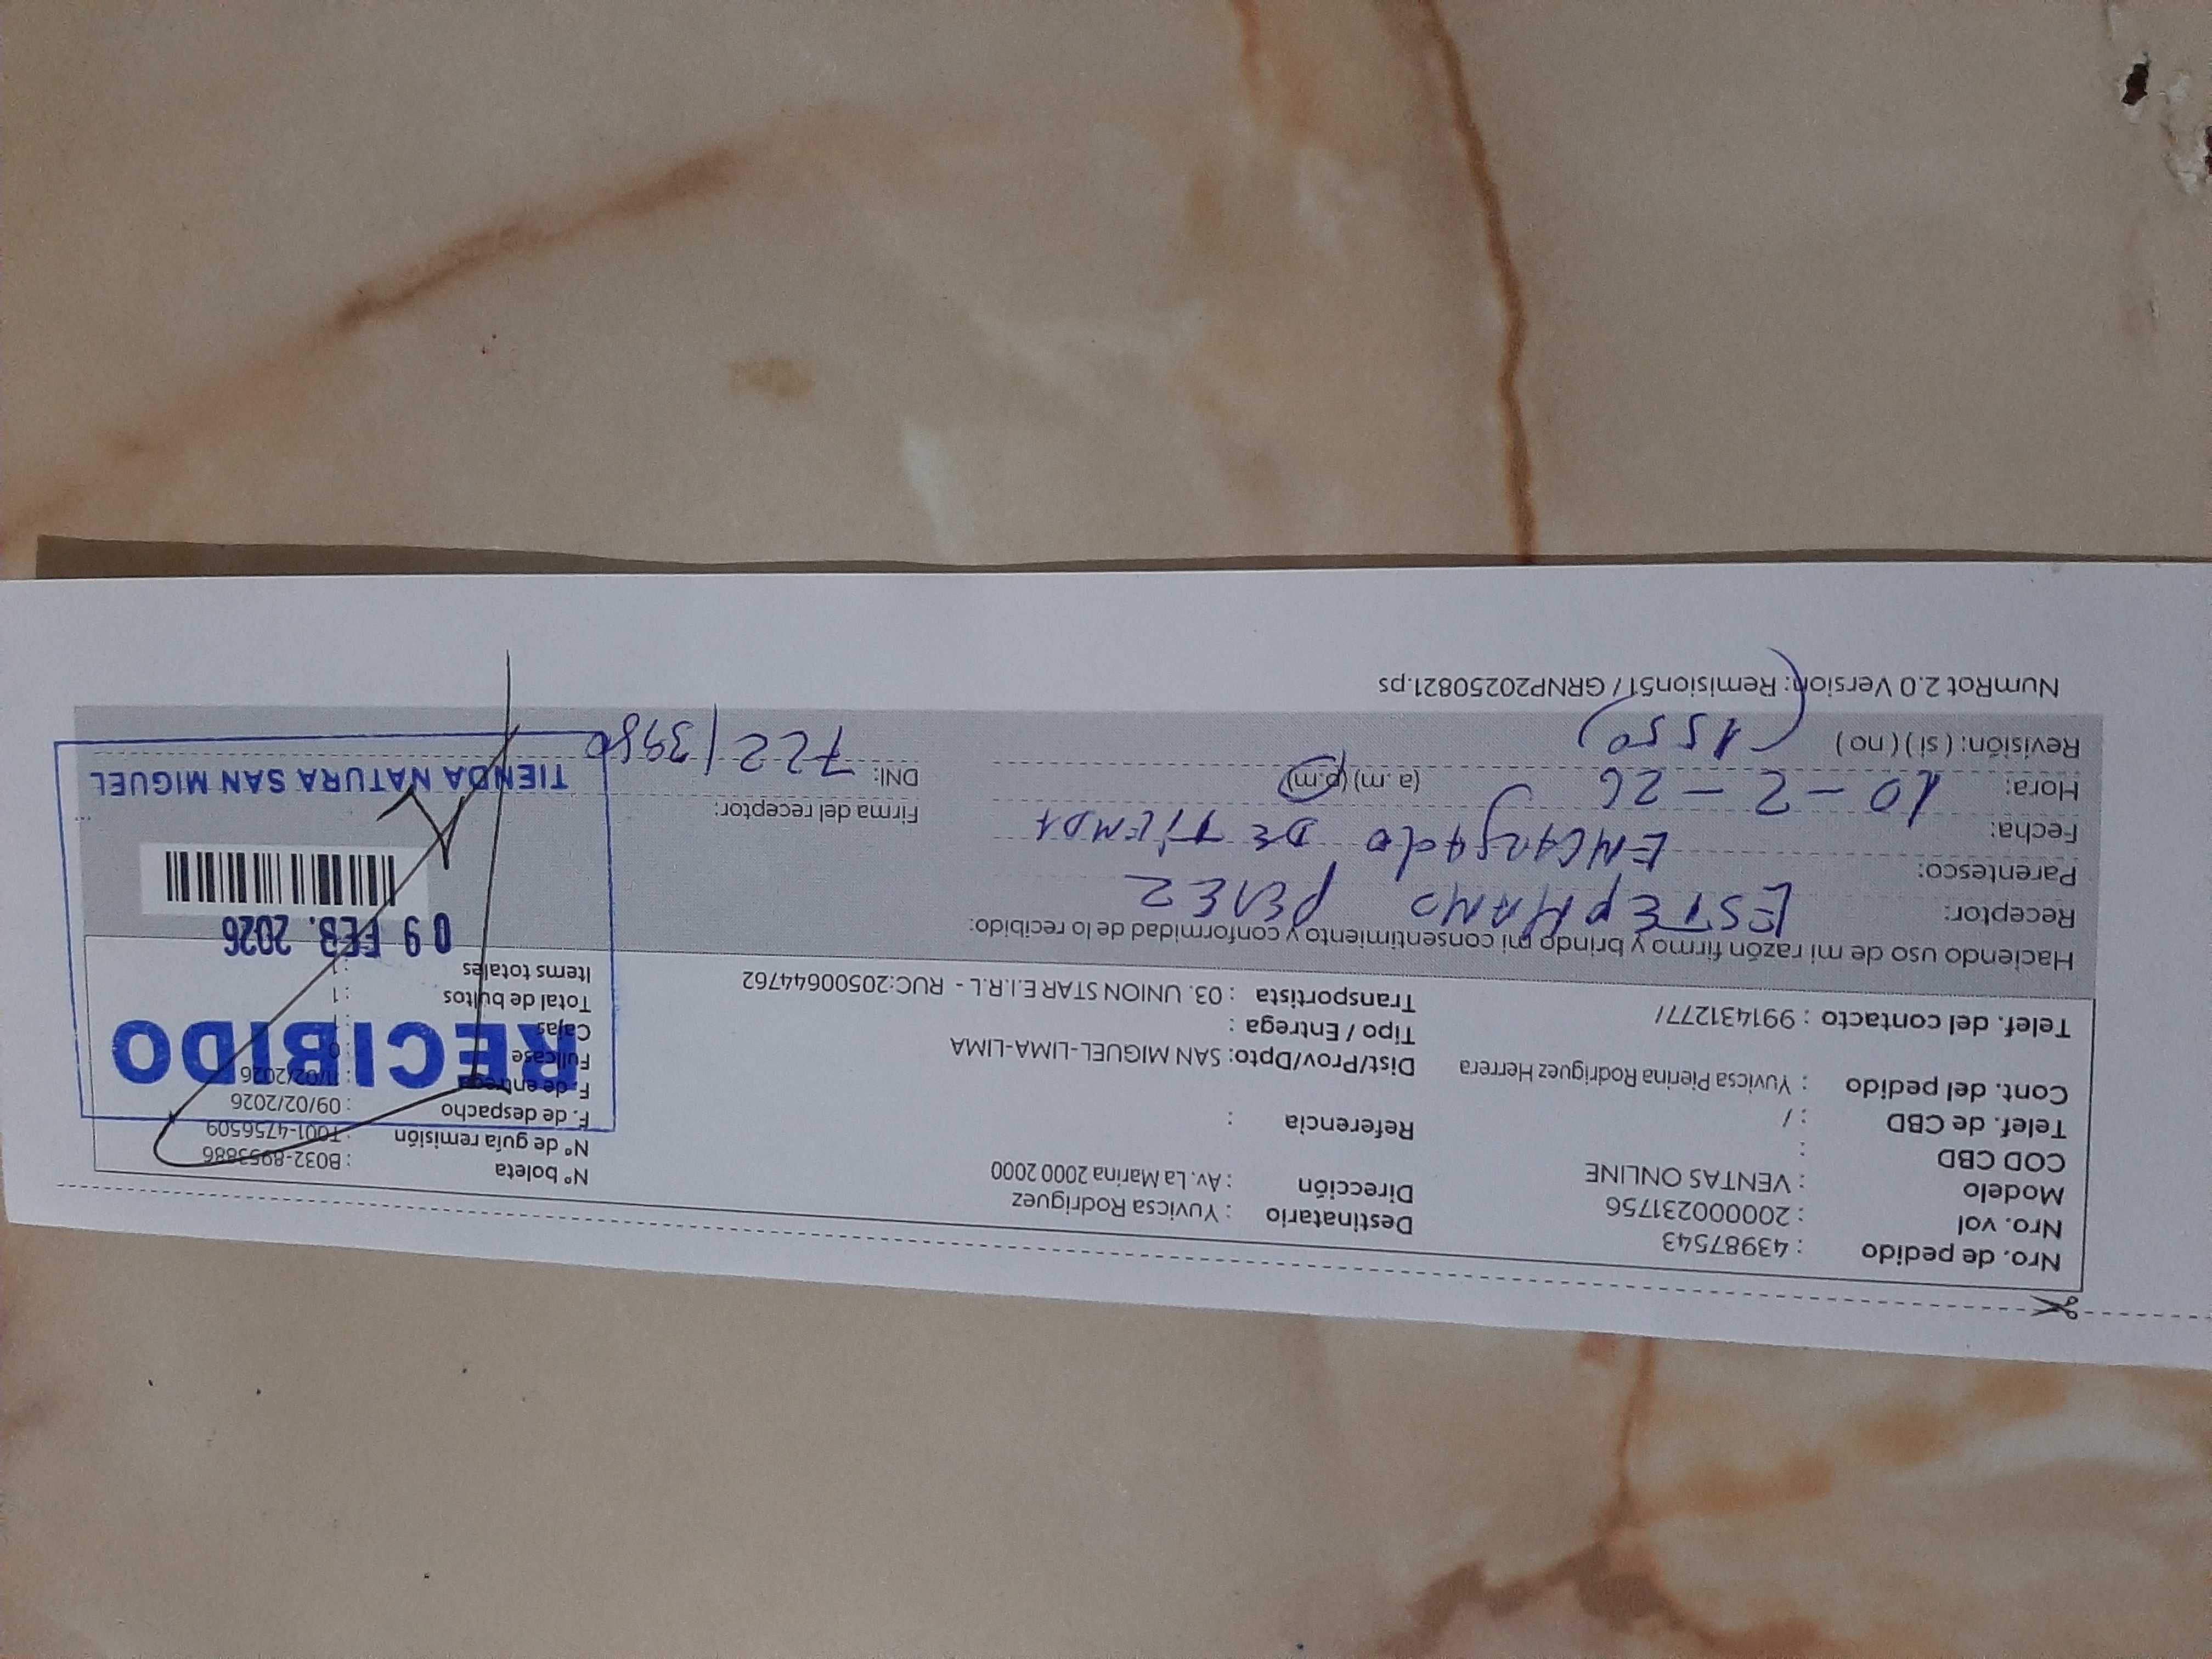 Nro. de pedido : 43987543
Nro. vol : 200000231756
Modelo : VENTAS ONLINE
COD CBD :
Telef. de CBD : /
Cont. del pedido : Yuvicsa Pierina Rodriguez Herrera
Telef. del contacto : 991431277/
Destinatario : Yuvicsa Rodriguez
Dirección : Av. La Marina 2000 2000
Referencia :
Dist/Prov/Dpto: SAN MIGUEL-LIMA-LIMA
Tipo / Entrega :
Transportista : 03. UNION STAR E.I.R.L - RUC:20500644762
Nº boleta : B032-8953886
Nº de guía remisión : T001-4756509
F. de despacho : 09/02/2026
F. de entrega : 11/02/2026
Fullcase : 0
Cajas : 1
Total de bultos : 1
Items totales : 1
RECIBIDO
09 FEB. 2026
TIENDA NATURA SAN MIGUEL
Haciendo uso de mi razón firmo y brindo mi consentimiento y conformidad de lo recibido:
Receptor: ESTEPHANO PEREZ
Parentesco: ENCARgAdo DE TiENDA
Fecha: 10-2-26
Hora: (a.m) (p.m)
Revisión: ( si ) ( no ) (1550)
Firma del receptor:
DNI: 72213980
NumRot 2.0 Version: Remision51 / GRNP20250821.ps